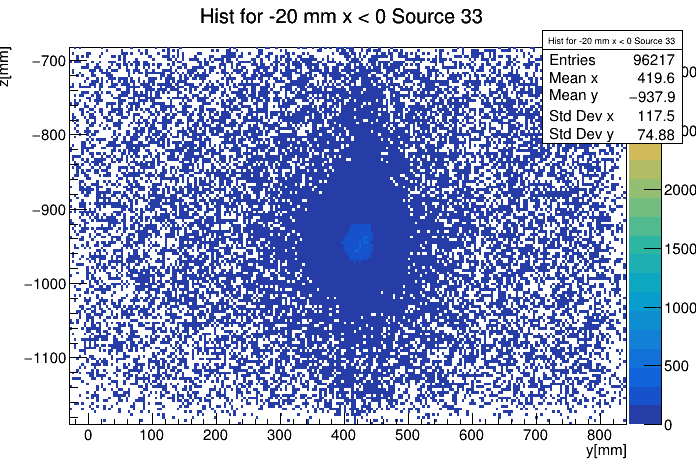 Hist for -20 mm x < 0 Source 33
z[mm]
Hist for -20 mm x < 0 Source 33
Entries 96217
Mean x 419.6
Mean y −937.9
Std Dev x 117.5
Std Dev y 74.88
−700
−800
−900
−1000
−1100
0 100 200 300 400 500 600 700 800
y[mm]
2000
1500
1000
500
0